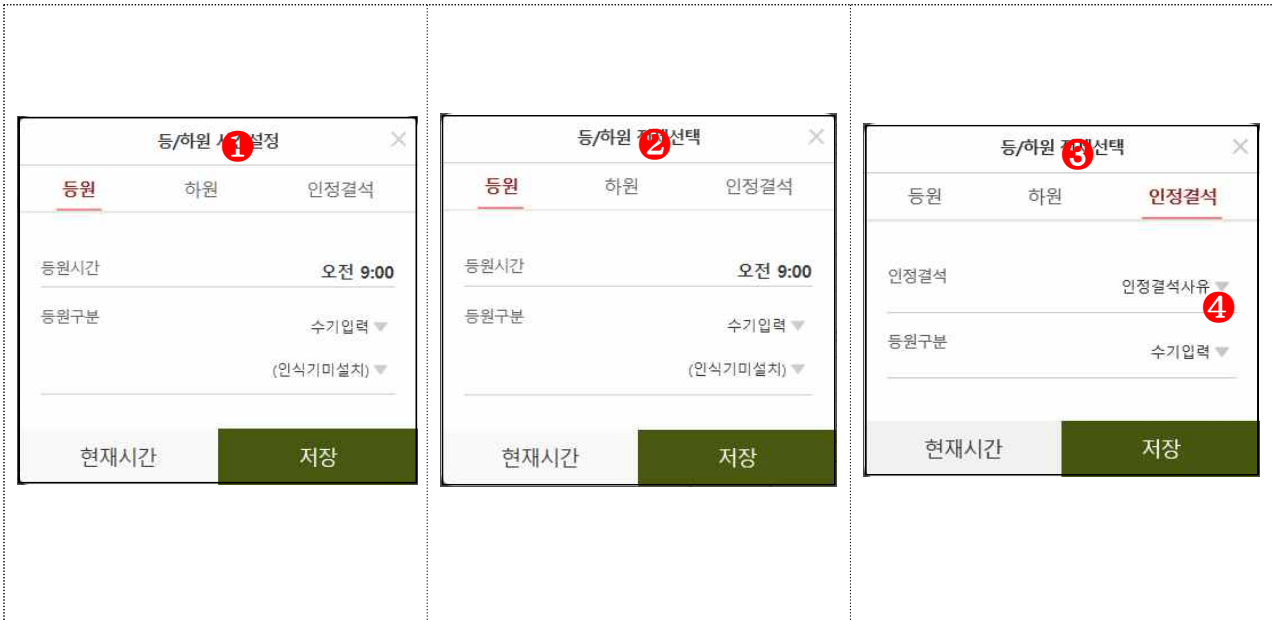 등/하원 설정
❶
등원 하원 인정결석
등원시간 오전 9:00
등원구분 수기입력
(인식기미설치)
현재시간 저장
등/하원 선택
❷
등원 하원 인정결석
등원시간 오전 9:00
등원구분 수기입력
(인식기미설치)
현재시간 저장
등/하원 선택
❸
등원 하원 인정결석
인정결석 인정결석사유
❹
등원구분 수기입력
현재시간 저장